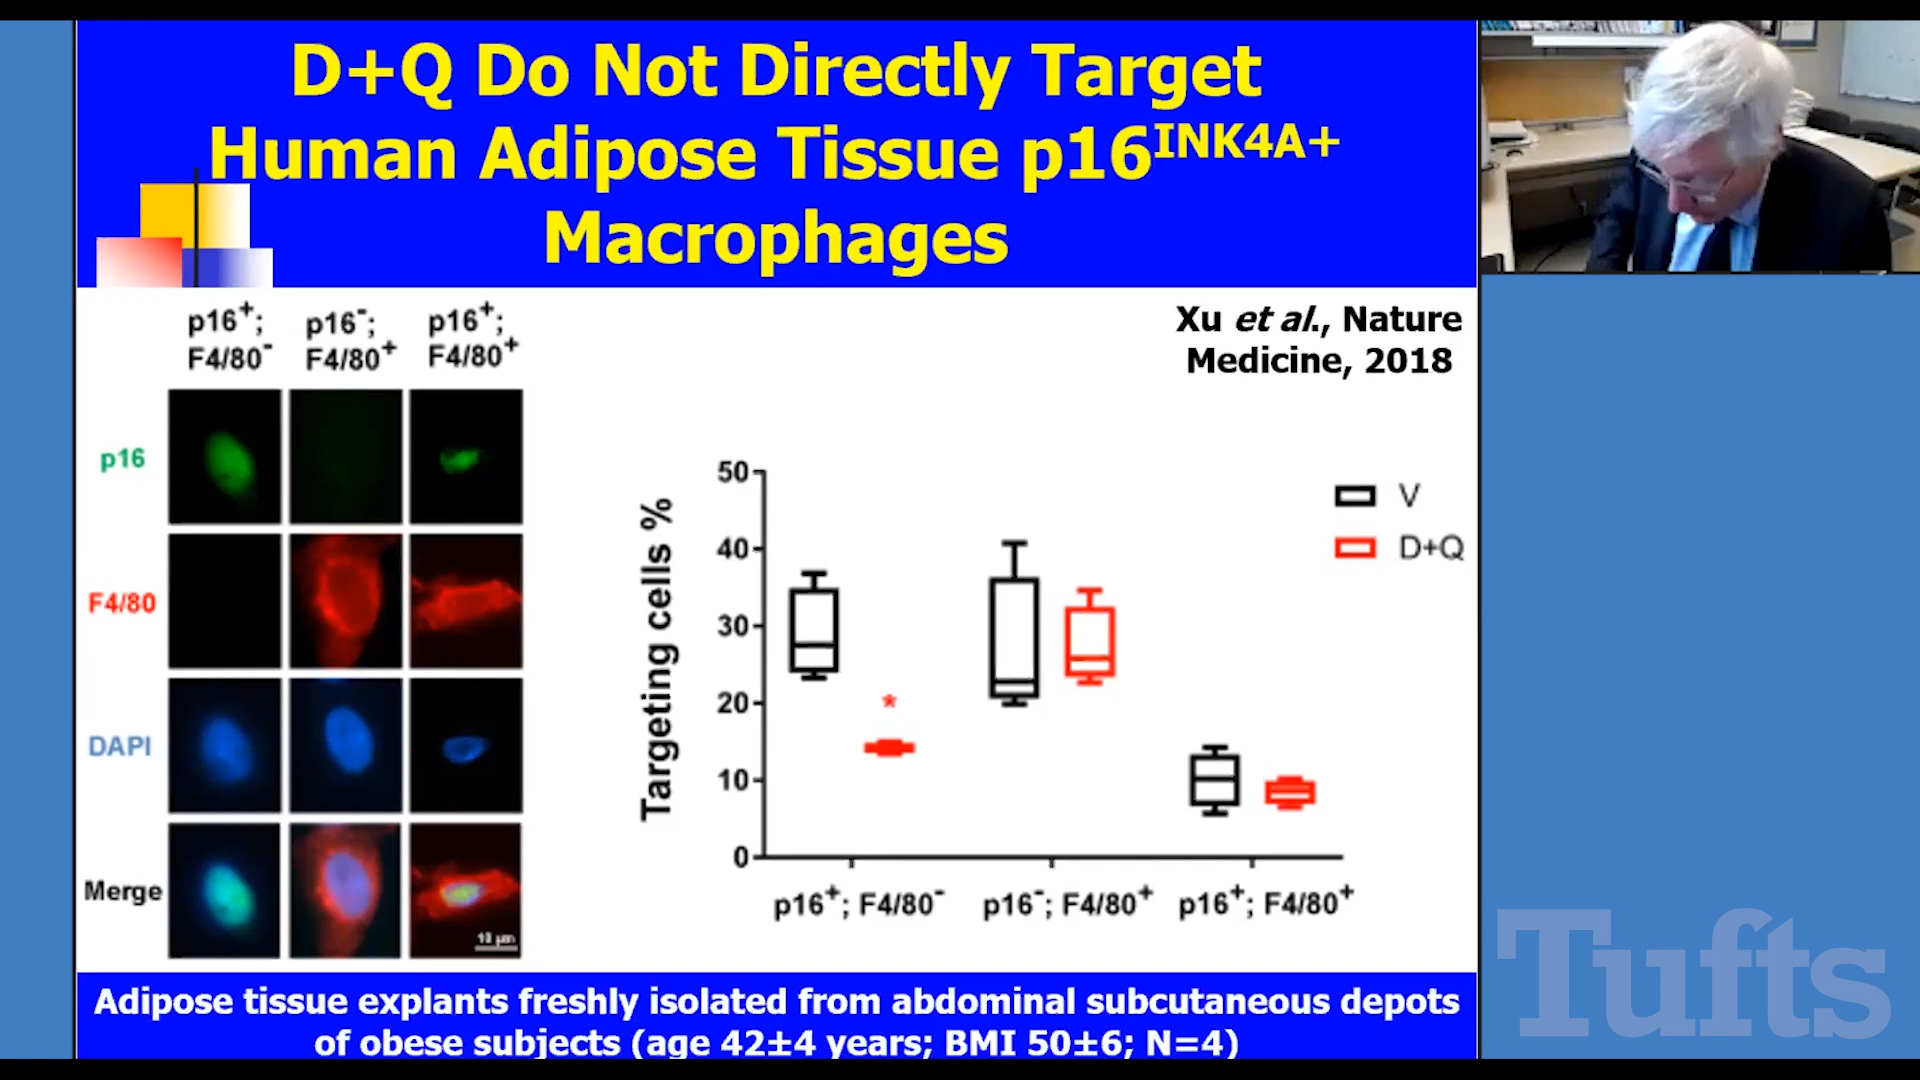 D+Q Do Not Directly Target
Human Adipose Tissue p16INK4A+
Macrophages
Xu et al., Nature
Medicine, 2018
p16+; F4/80-
p16-; F4/80+
p16+; F4/80+
p16
F4/80
DAPI
Merge
10 µm
Targeting cells %
50
40
30
20
10
0
V
D+Q
*
p16+; F4/80-
p16-; F4/80+
p16+; F4/80+
Adipose tissue explants freshly isolated from abdominal subcutaneous depots
of obese subjects (age 42±4 years; BMI 50±6; N=4)
Tufts